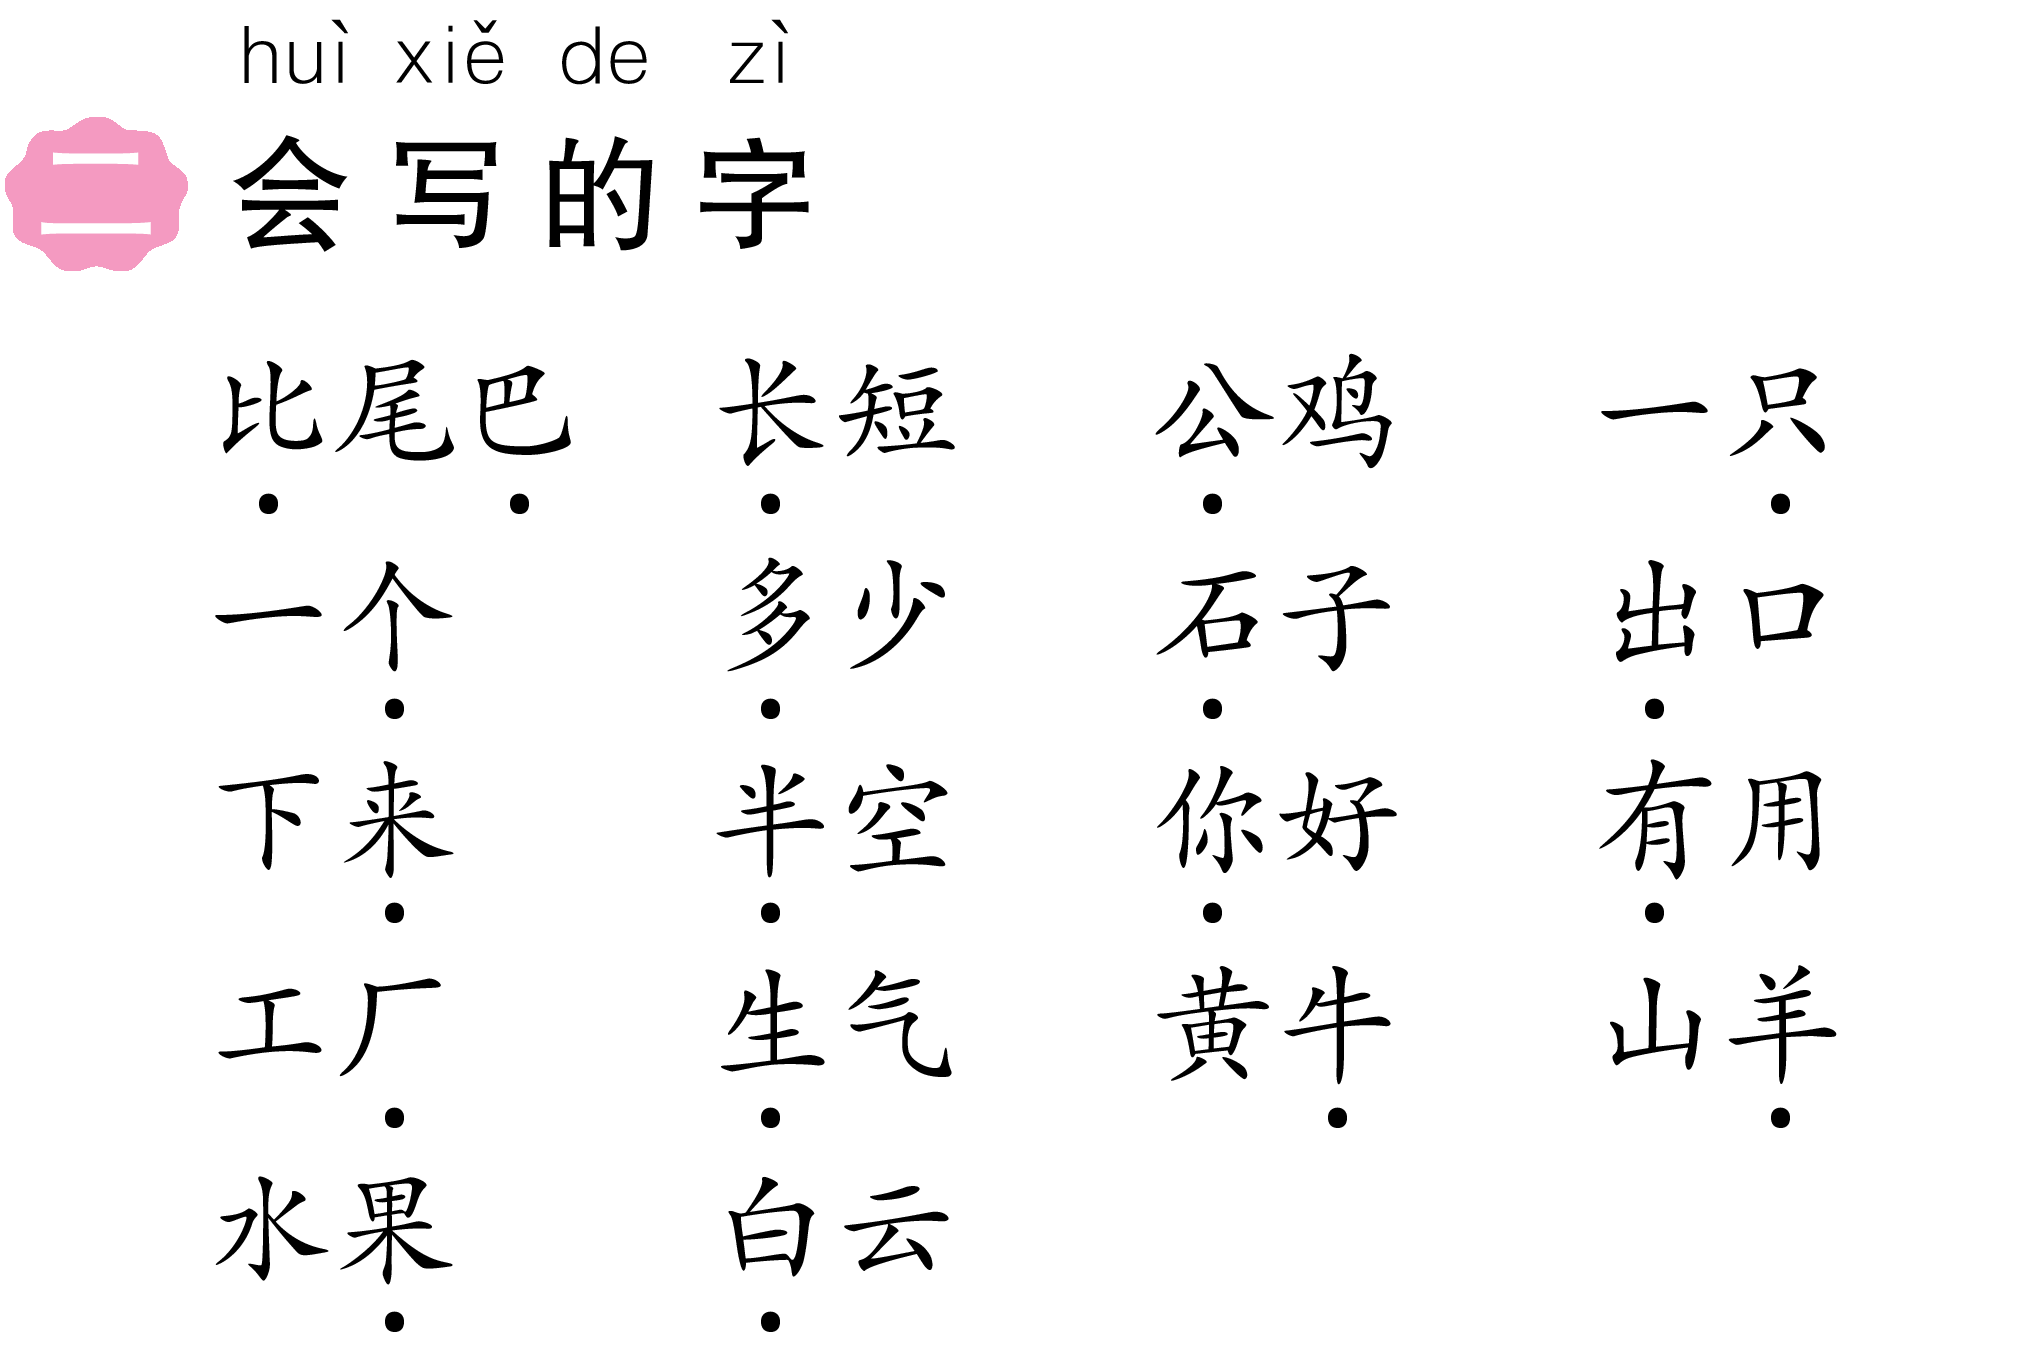 huì xiě de zì
二 会写的字
比尾巴 长短 公鸡 一只
一个 多少 石子 出口
下来 半空 你好 有用
工厂 生气 黄牛 山羊
水果 白云